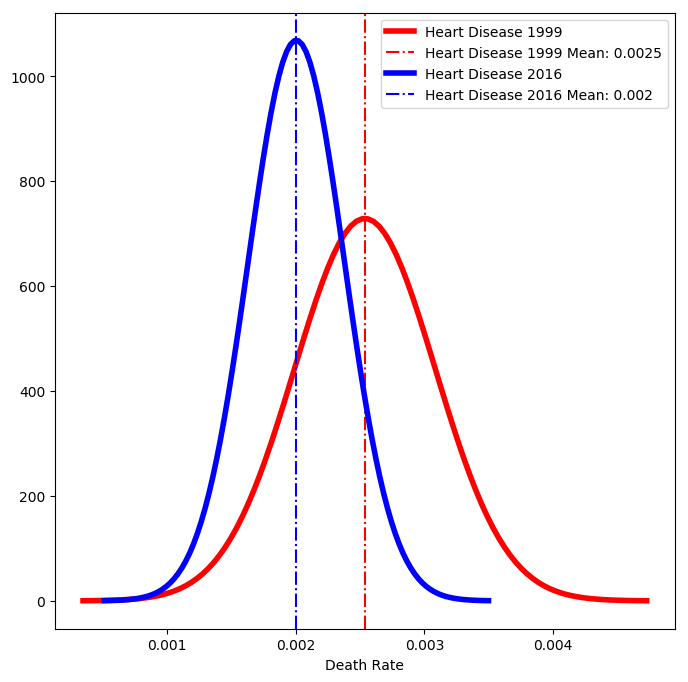 Heart Disease 1999
Heart Disease 1999 Mean: 0.0025
Heart Disease 2016
Heart Disease 2016 Mean: 0.002
1000
800
600
400
200
0
0.001 0.002 0.003 0.004
Death Rate